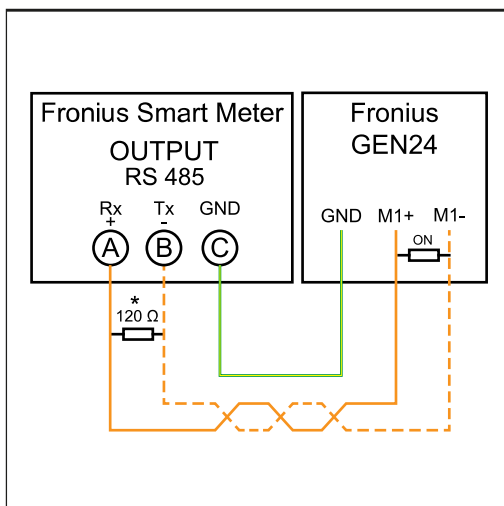 Fronius Smart Meter
OUTPUT
RS 485
Rx Tx GND
+ -
A B C
*
120 Ω
Fronius
GEN24
GND M1+ M1-
ON